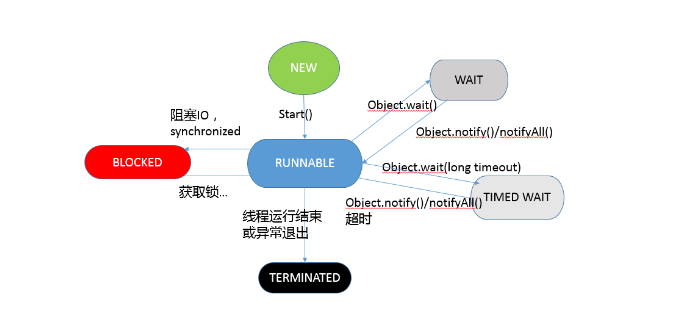 NEW
WAIT
Start()
Object.wait()
阻塞IO，
synchronized
Object.notify()/notifyAll()
BLOCKED
RUNNABLE
Object.wait(long timeout)
获取锁...
TIMED WAIT
Object.notify()/notifyAll()
超时
线程运行结束
或异常退出
TERMINATED